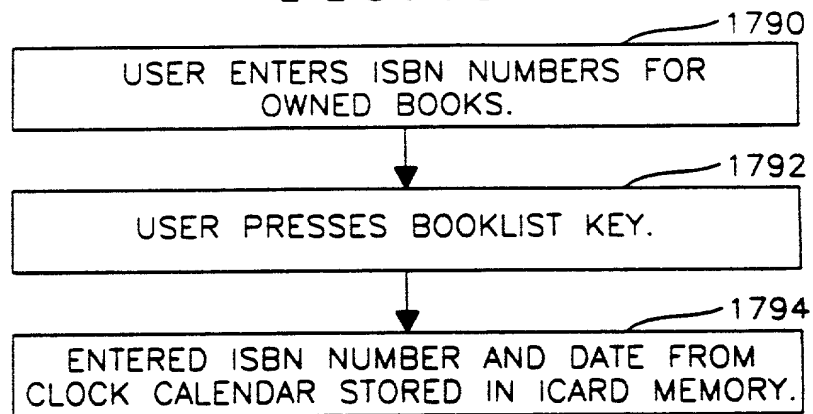 1790
USER ENTERS ISBN NUMBERS FOR
OWNED BOOKS.
1792
USER PRESSES BOOKLIST KEY.
1794
ENTERED ISBN NUMBER AND DATE FROM
CLOCK CALENDAR STORED IN ICARD MEMORY.